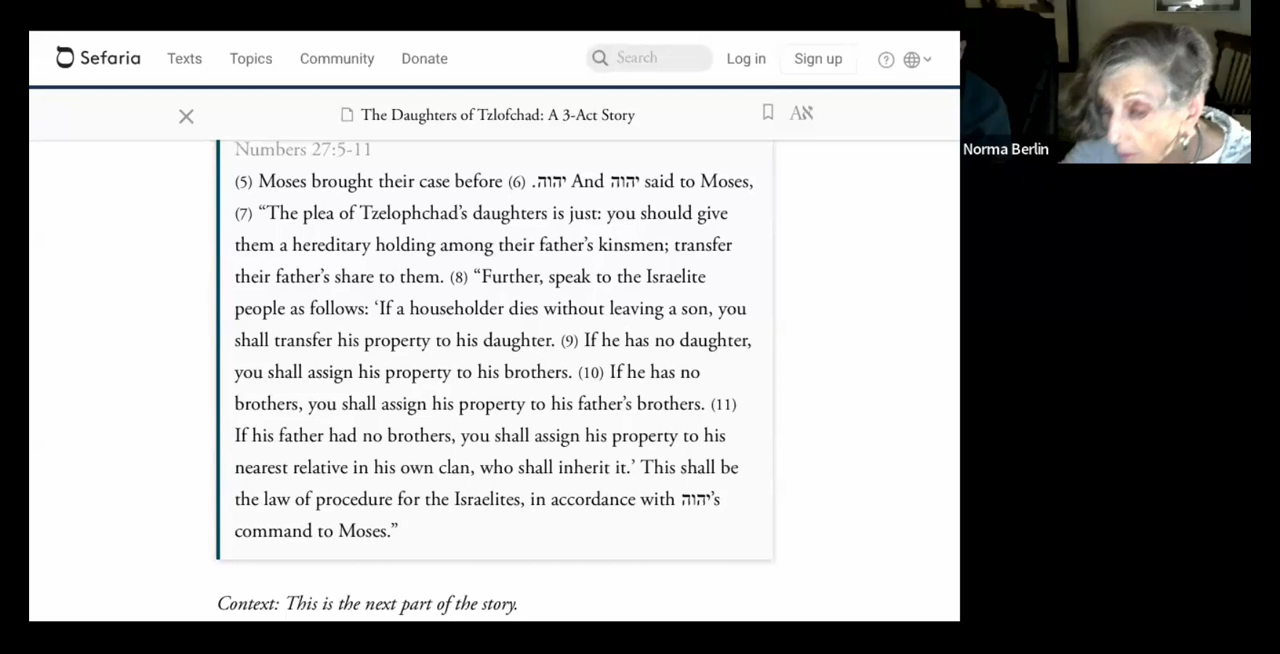 Sefaria Texts Topics Community Donate Search Log in Sign up
The Daughters of Tzlofchad: A 3-Act Story Aא
Norma Berlin
Numbers 27:5-11
(5) Moses brought their case before יהוה. (6) And יהוה said to Moses,
(7) “The plea of Tzelophchad’s daughters is just: you should give
them a hereditary holding among their father’s kinsmen; transfer
their father’s share to them. (8) “Further, speak to the Israelite
people as follows: ‘If a householder dies without leaving a son, you
shall transfer his property to his daughter. (9) If he has no daughter,
you shall assign his property to his brothers. (10) If he has no
brothers, you shall assign his property to his father’s brothers. (11)
If his father had no brothers, you shall assign his property to his
nearest relative in his own clan, who shall inherit it.’ This shall be
the law of procedure for the Israelites, in accordance with יהוה’s
command to Moses.”
Context: This is the next part of the story.